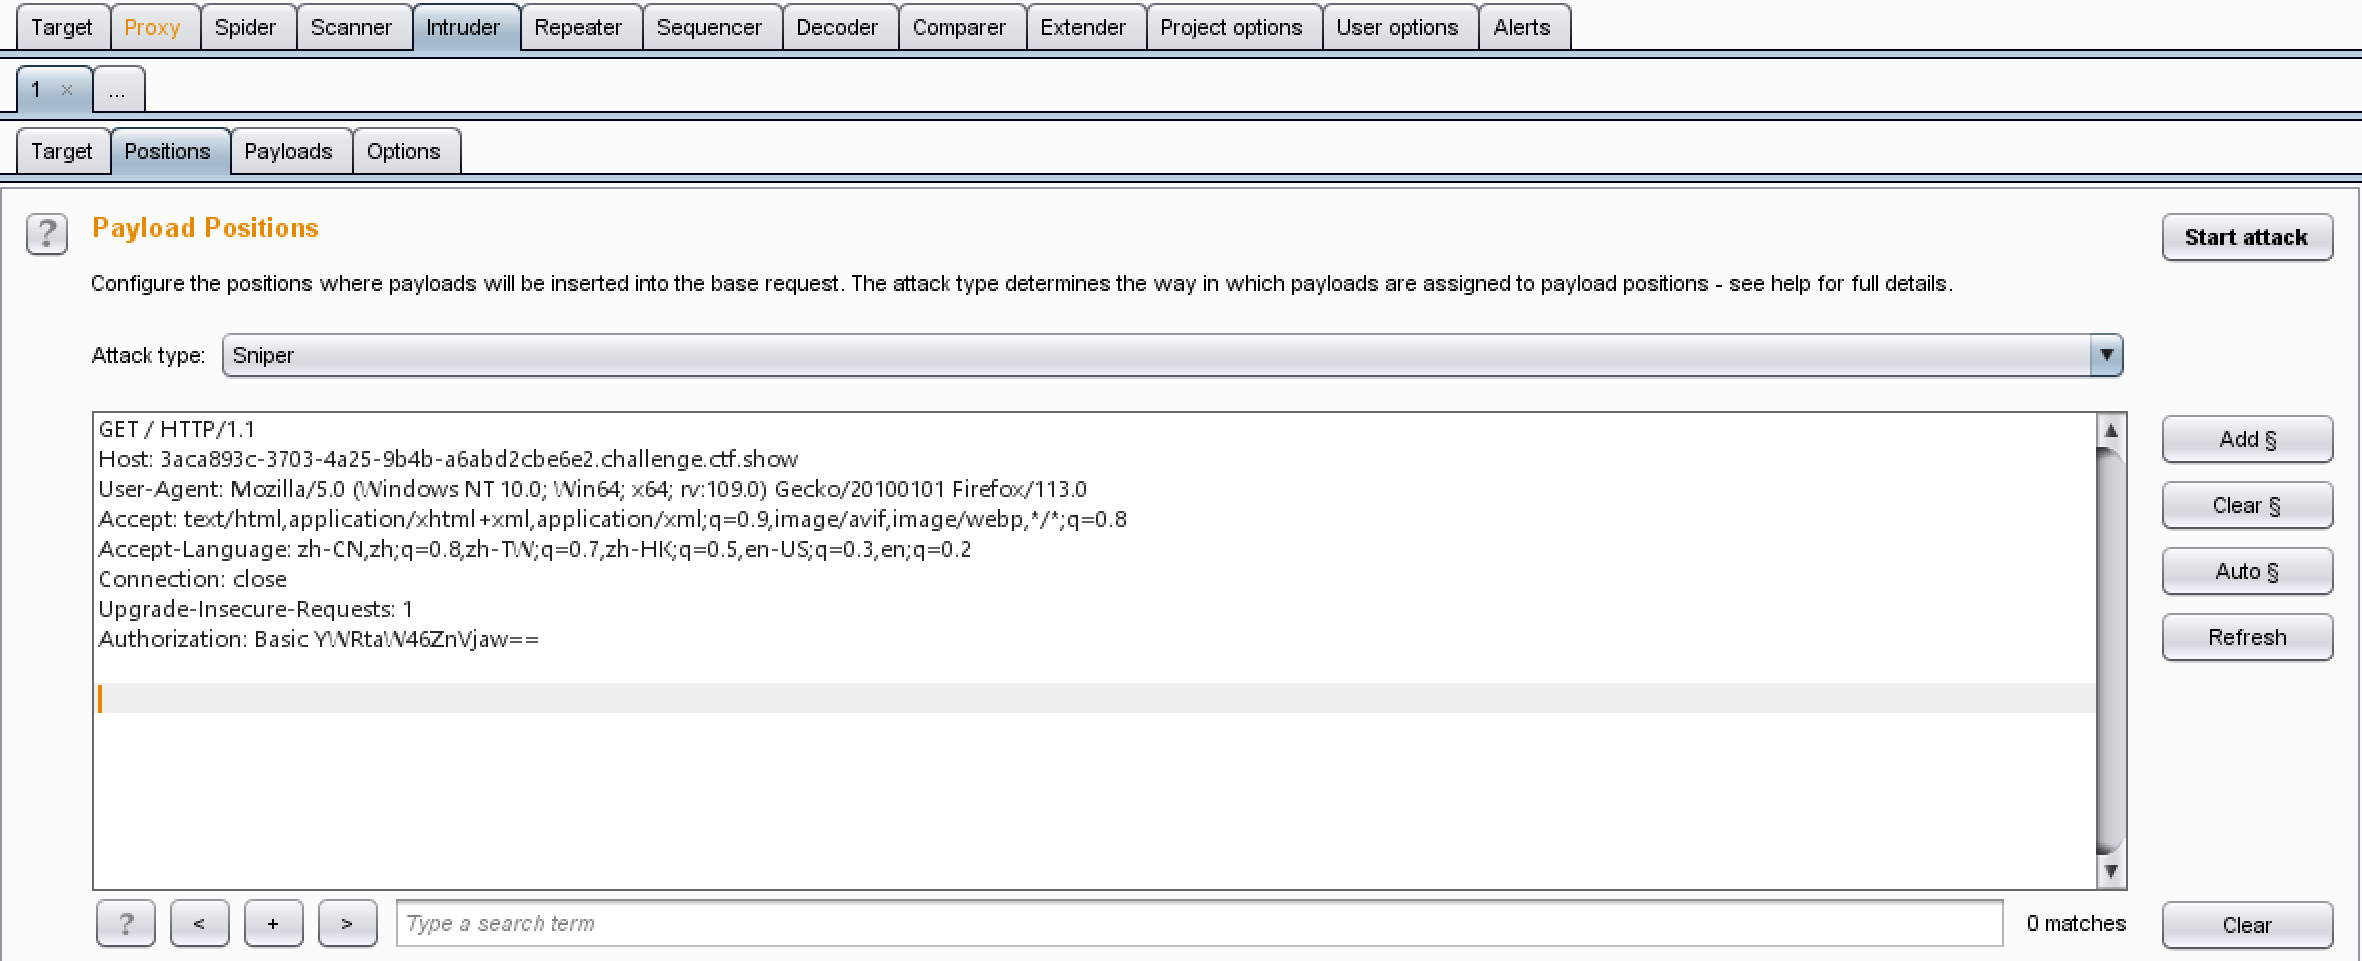 Target Proxy Spider Scanner Intruder Repeater Sequencer Decoder Comparer Extender Project options User options Alerts
1 × ...
Target Positions Payloads Options
? Payload Positions Start attack
Configure the positions where payloads will be inserted into the base request. The attack type determines the way in which payloads are assigned to payload positions - see help for full details.
Attack type: Sniper
GET / HTTP/1.1
Host: 3aca893c-3703-4a25-9b4b-a6abd2cbe6e2.challenge.ctf.show
User-Agent: Mozilla/5.0 (Windows NT 10.0; Win64; x64; rv:109.0) Gecko/20100101 Firefox/113.0
Accept: text/html,application/xhtml+xml,application/xml;q=0.9,image/avif,image/webp,*/*;q=0.8
Accept-Language: zh-CN,zh;q=0.8,zh-TW;q=0.7,zh-HK;q=0.5,en-US;q=0.3,en;q=0.2
Connection: close
Upgrade-Insecure-Requests: 1
Authorization: Basic YWRtaW46ZnVjaw==
Add §
Clear §
Auto §
Refresh
? < + > Type a search term 0 matches Clear